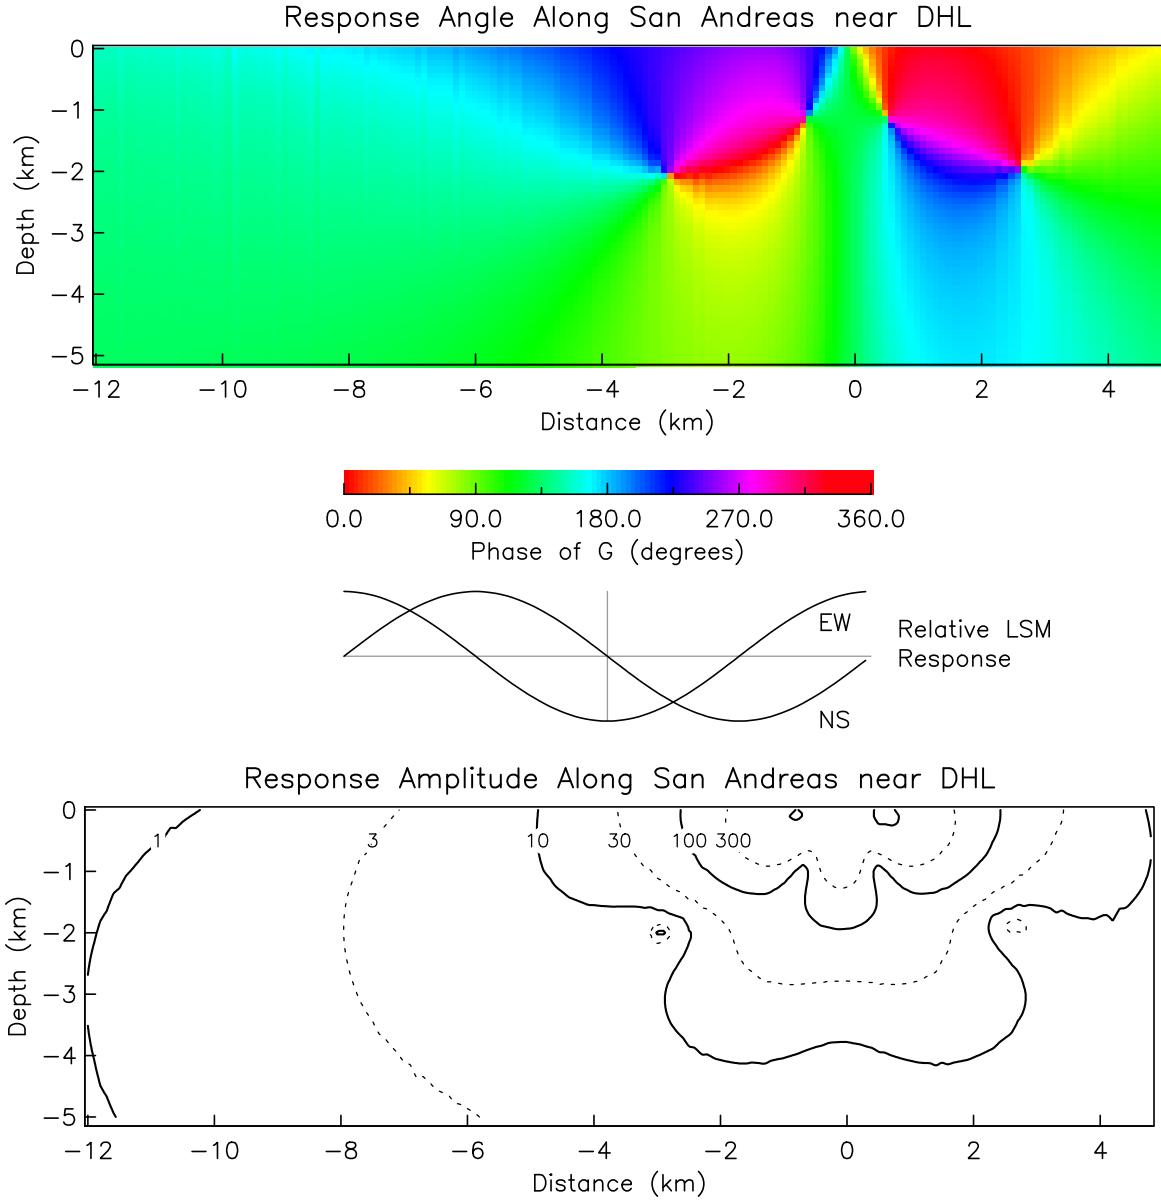 Response Angle Along San Andreas near DHL
0
−1
−2
−3
−4
−5
Depth (km)
−12 −10 −8 −6 −4 −2 0 2 4
Distance (km)
0.0 90.0 180.0 270.0 360.0
Phase of G (degrees)
EW
Relative LSM
Response
NS
Response Amplitude Along San Andreas near DHL
0
1 3 10 30 100 300
−1
−2
−3
−4
−5
Depth (km)
−12 −10 −8 −6 −4 −2 0 2 4
Distance (km)